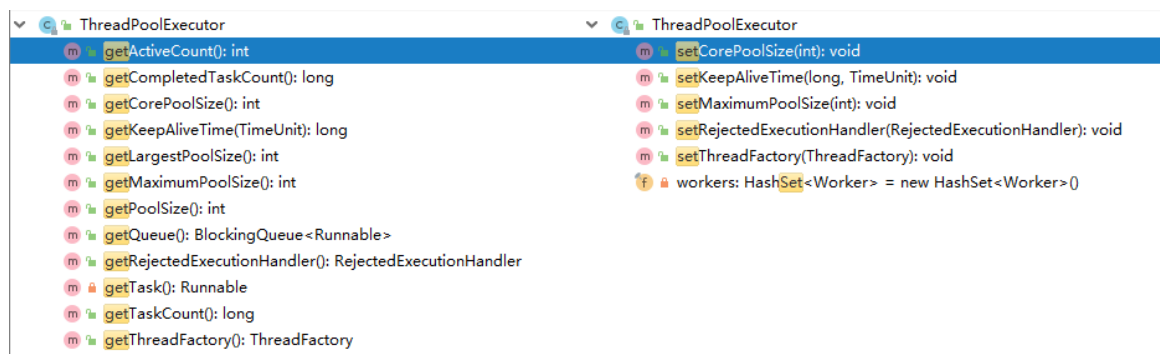 ThreadPoolExecutor
getActiveCount(): int
getCompletedTaskCount(): long
getCorePoolSize(): int
getKeepAliveTime(TimeUnit): long
getLargestPoolSize(): int
getMaximumPoolSize(): int
getPoolSize(): int
getQueue(): BlockingQueue<Runnable>
getRejectedExecutionHandler(): RejectedExecutionHandler
getTask(): Runnable
getTaskCount(): long
getThreadFactory(): ThreadFactory
ThreadPoolExecutor
setCorePoolSize(int): void
setKeepAliveTime(long, TimeUnit): void
setMaximumPoolSize(int): void
setRejectedExecutionHandler(RejectedExecutionHandler): void
setThreadFactory(ThreadFactory): void
workers: HashSet<Worker> = new HashSet<Worker>()